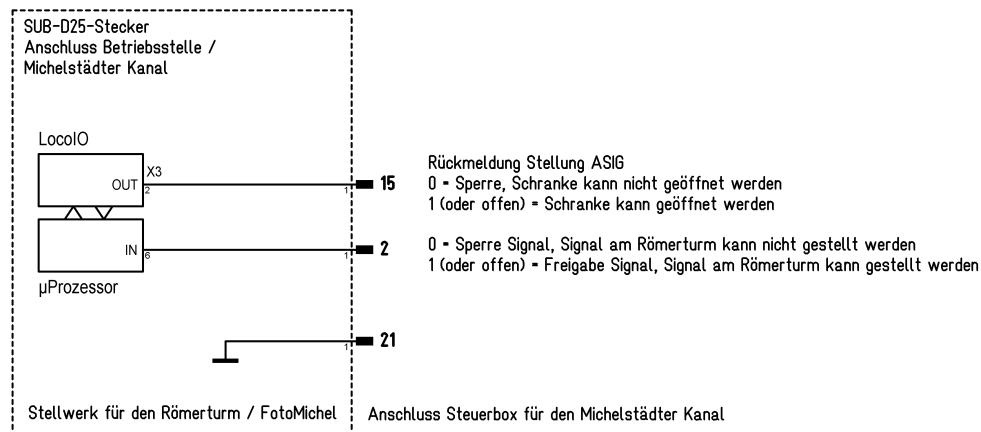 SUB-D25-Stecker
Anschluss Betriebsstelle /
Michelstädter Kanal
LocoIO
X3
OUT
2
1
15
Rückmeldung Stellung ASIG
0 = Sperre, Schranke kann nicht geöffnet werden
1 (oder offen) = Schranke kann geöffnet werden
IN
6
1
2
0 = Sperre Signal, Signal am Römerturm kann nicht gestellt werden
1 (oder offen) = Freigabe Signal, Signal am Römerturm kann gestellt werden
µProzessor
1
21
Stellwerk für den Römerturm / FotoMichel
Anschluss Steuerbox für den Michelstädter Kanal